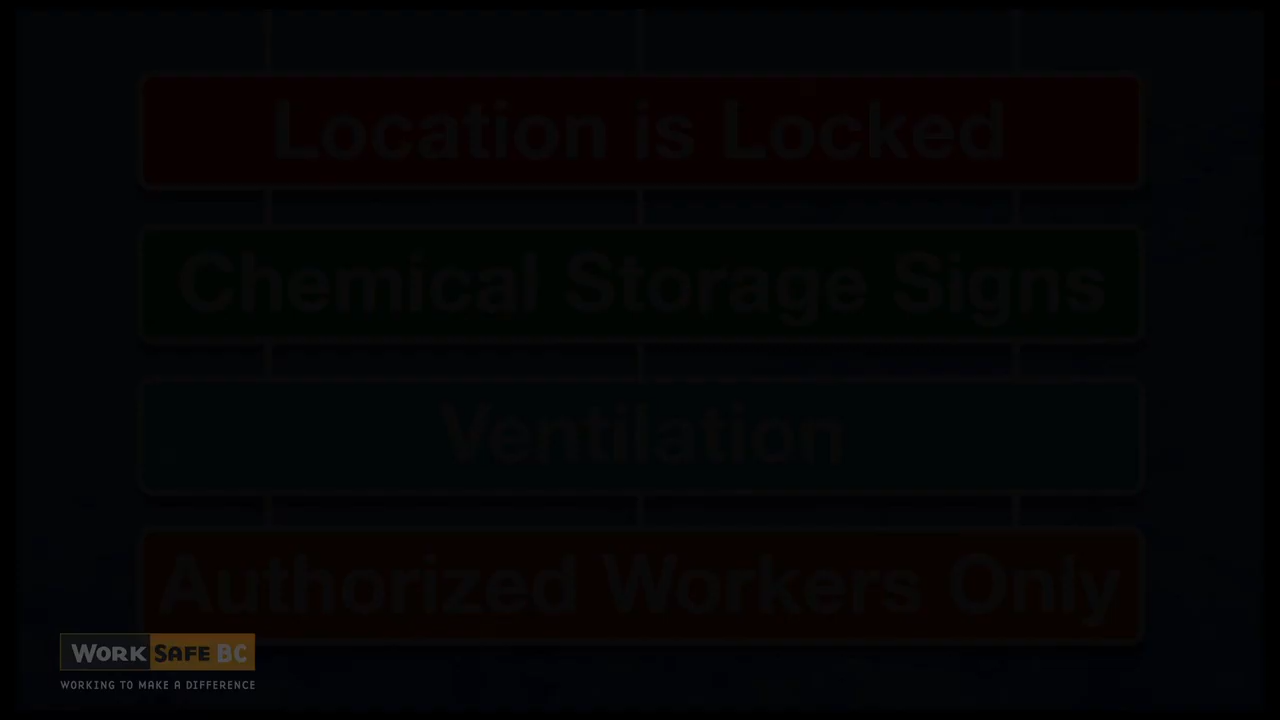 Location is Locked
Chemical Storage Signs
Ventilation
Authorized Workers Only
WORK SAFE BC
WORKING TO MAKE A DIFFERENCE